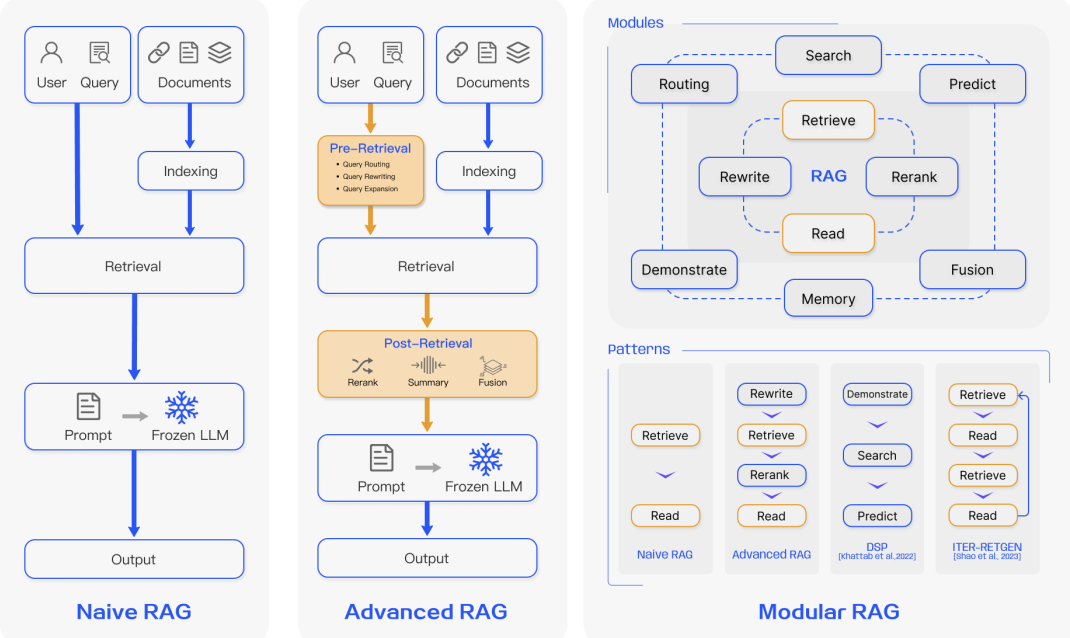 User Query
Documents
Indexing
Retrieval
Prompt
Frozen LLM
Output
Naive RAG
User Query
Documents
Pre-Retrieval
• Query Routing
• Query Rewriting
• Query Expansion
Indexing
Retrieval
Post-Retrieval
Rerank
Summary
Fusion
Prompt
Frozen LLM
Output
Advanced RAG
Modules
Search
Routing
Predict
Retrieve
Rewrite
RAG
Rerank
Read
Demonstrate
Fusion
Memory
Patterns
Retrieve
Read
Naive RAG
Rewrite
Retrieve
Rerank
Read
Advanced RAG
Demonstrate
Search
Predict
DSP
[Khattab et al.,2022]
Retrieve
Read
Retrieve
Read
ITER-RETGEN
[Shao et al., 2023]
Modular RAG